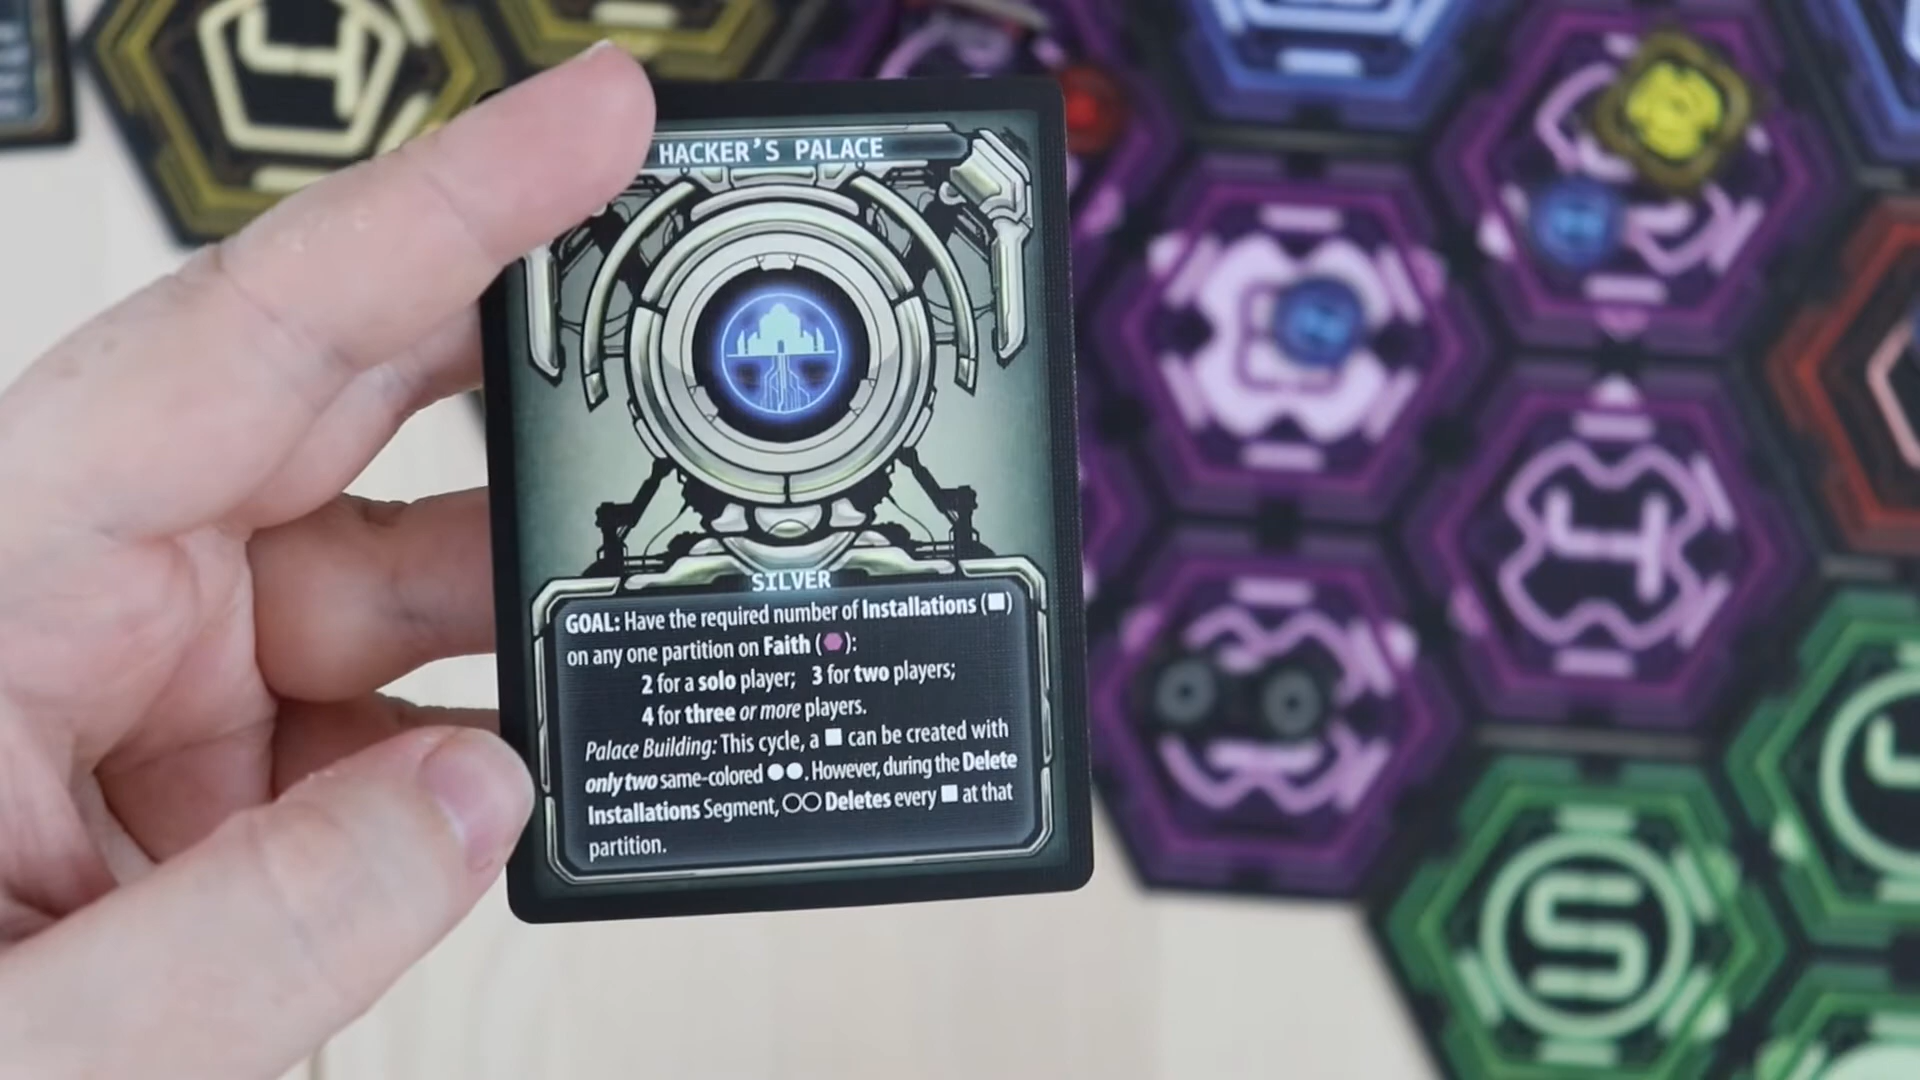 4
HACKER'S PALACE
SILVER
GOAL: Have the required number of Installations (■)
on any one partition on Faith (⬢):
2 for a solo player; 3 for two players;
4 for three or more players.
Palace Building: This cycle, a ■ can be created with
only two same-colored ●●. However, during the Delete
Installations Segment, ○○ Deletes every ■ at that
partition.
4
S